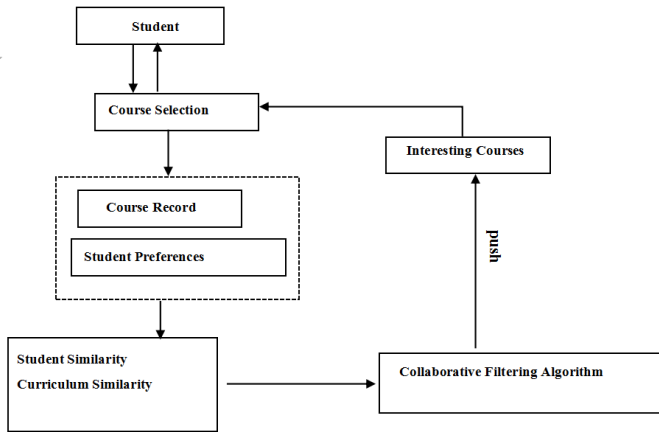 Student
Course Selection
Interesting Courses
Course Record
Student Preferences
push
Student Similarity
Curriculum Similarity
Collaborative Filtering Algorithm